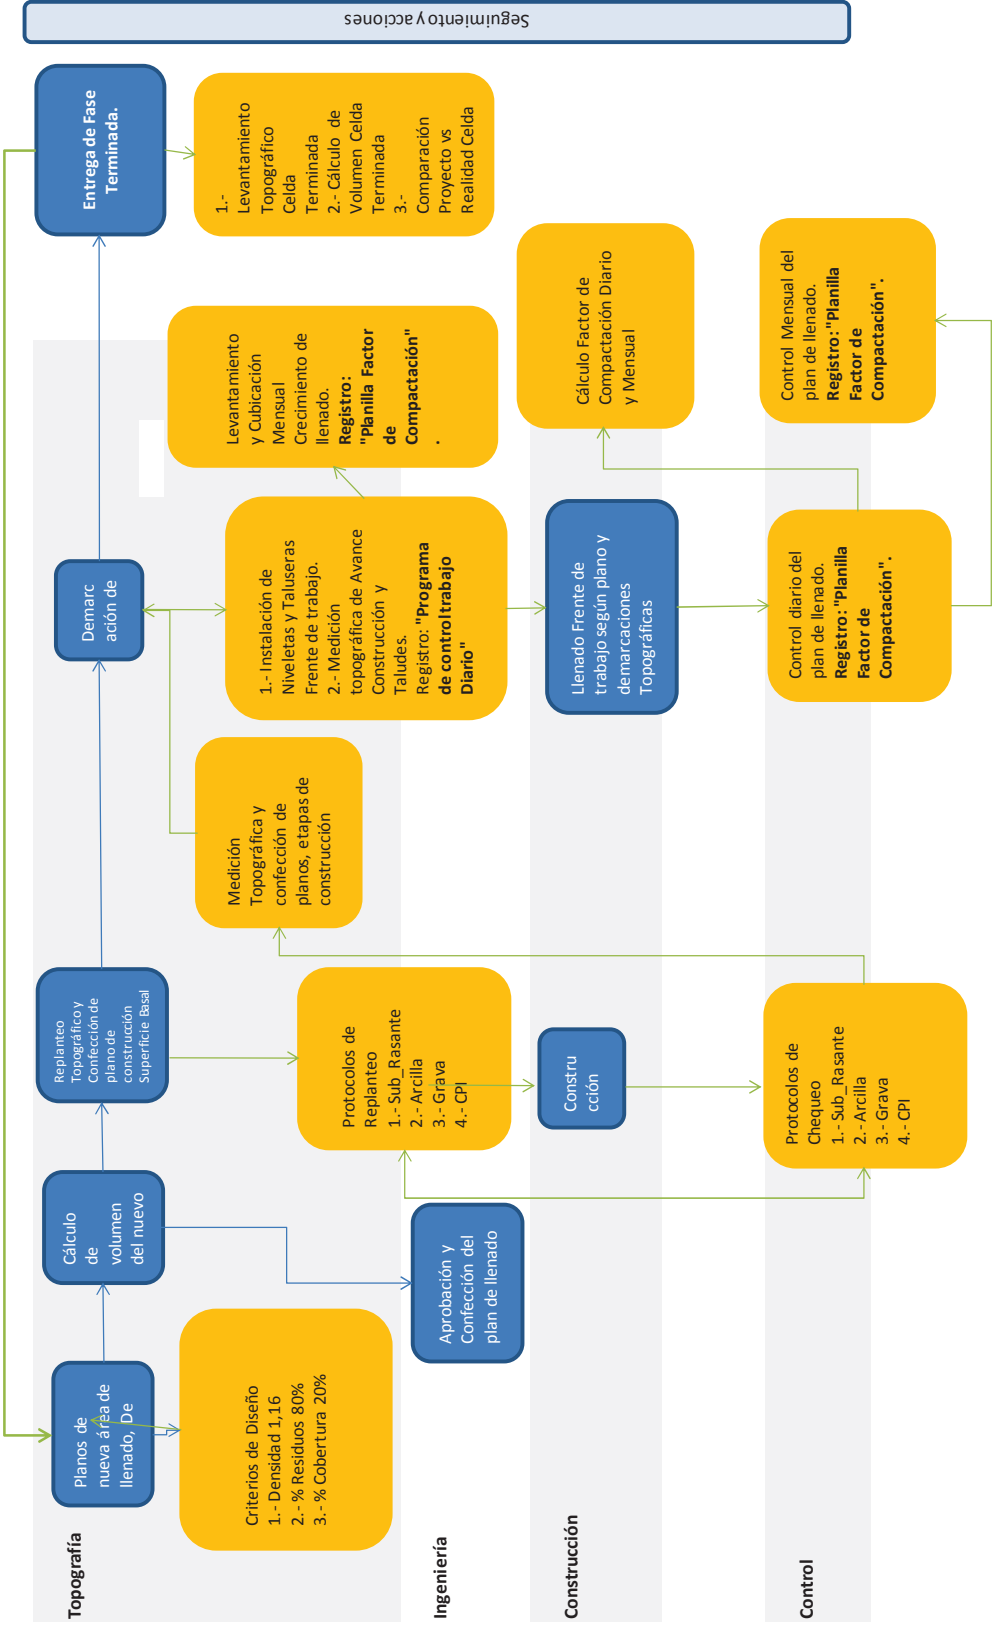 Topografía
Planos de
nueva área de
llenado, De
Criterios de Diseño
1.- Densidad 1,16
2.- % Residuos 80%
3.- % Cobertura 20%
Cálculo
de
volumen
del nuevo
Replanteo
Topográfico y
Confección de
plano de
construcción
Superficie Basal
Protocolos de
Replanteo
1.- Sub_Rasante
2.- Arcilla
3.- Grava
4.- CPI
Medición
Topográfica y
confección de
planos, etapas de
construcción
Demarc
ación de
1.- Instalación de
Niveletas y Taluseras
Frente de trabajo.
2.- Medición
topográfica de Avance
Construcción y
Taludes.
Registro: "Programa
de control trabajo
Diario"
Levantamiento
y Cubicación
Mensual
Crecimiento de
llenado.
Registro:
"Planilla Factor
de
Compactación"
.
Entrega de Fase
Terminada.
1.-
Levantamiento
Topográfico
Celda
Terminada
2.- Cálculo de
Volumen Celda
Terminada
3.-
Comparación
Proyecto vs
Realidad Celda
Ingeniería
Aprobación y
Confección del
plan de llenado
Construcción
Constru
cción
Llenado Frente de
trabajo según plano y
demarcaciones
Topográficas
Cálculo Factor de
Compactación Diario
y Mensual
Control
Protocolos de
Chequeo
1.- Sub_Rasante
2.- Arcilla
3.- Grava
4.- CPI
Control diario del
plan de llenado.
Registro: "Planilla
Factor de
Compactación".
Control Mensual del
plan de llenado.
Registro: "Planilla
Factor de
Compactación".
Seguimiento y acciones